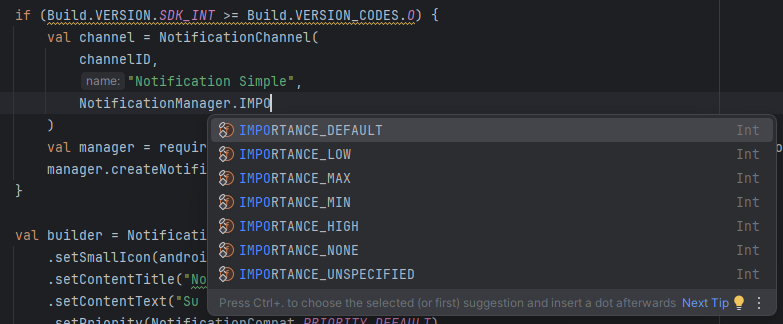 if (Build.VERSION.SDK_INT >= Build.VERSION_CODES.O) {
val channel = NotificationChannel(
channelID,
name: "Notification Simple",
NotificationManager.IMPO
)
IMPORTANCE_DEFAULT Int
val manager = requir
IMPORTANCE_LOW Int
manager.createNotifi
IMPORTANCE_MAX Int
}
IMPORTANCE_MIN Int
IMPORTANCE_HIGH Int
val builder = Notificati
IMPORTANCE_NONE Int
.setSmallIcon(androi
IMPORTANCE_UNSPECIFIED Int
.setContentTitle("No
.setContentText("Su
Press Ctrl+. to choose the selected (or first) suggestion and insert a dot afterwards Next Tip
.setPriority(NotificationCompat.PRIORITY_DEFAULT)